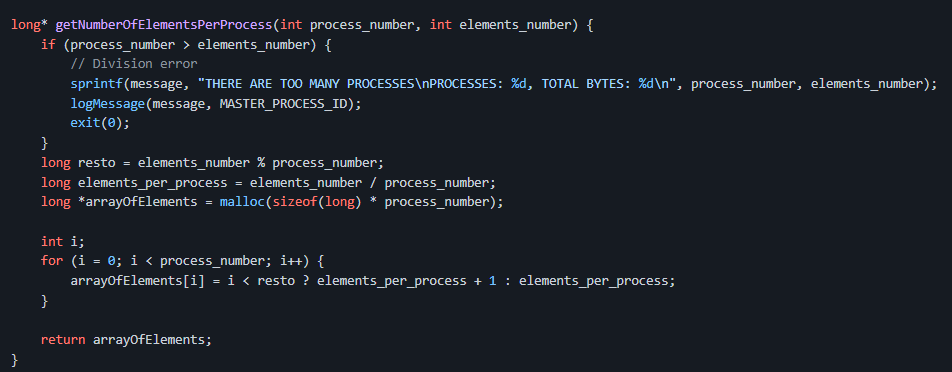 long* getNumberOfElementsPerProcess(int process_number, int elements_number) {
    if (process_number > elements_number) {
        // Division error
        sprintf(message, "THERE ARE TOO MANY PROCESSES\nPROCESSES: %d, TOTAL BYTES: %d\n", process_number, elements_number);
        logMessage(message, MASTER_PROCESS_ID);
        exit(0);
    }
    long resto = elements_number % process_number;
    long elements_per_process = elements_number / process_number;
    long *arrayOfElements = malloc(sizeof(long) * process_number);

    int i;
    for (i = 0; i < process_number; i++) {
        arrayOfElements[i] = i < resto ? elements_per_process + 1 : elements_per_process;
    }

    return arrayOfElements;
}